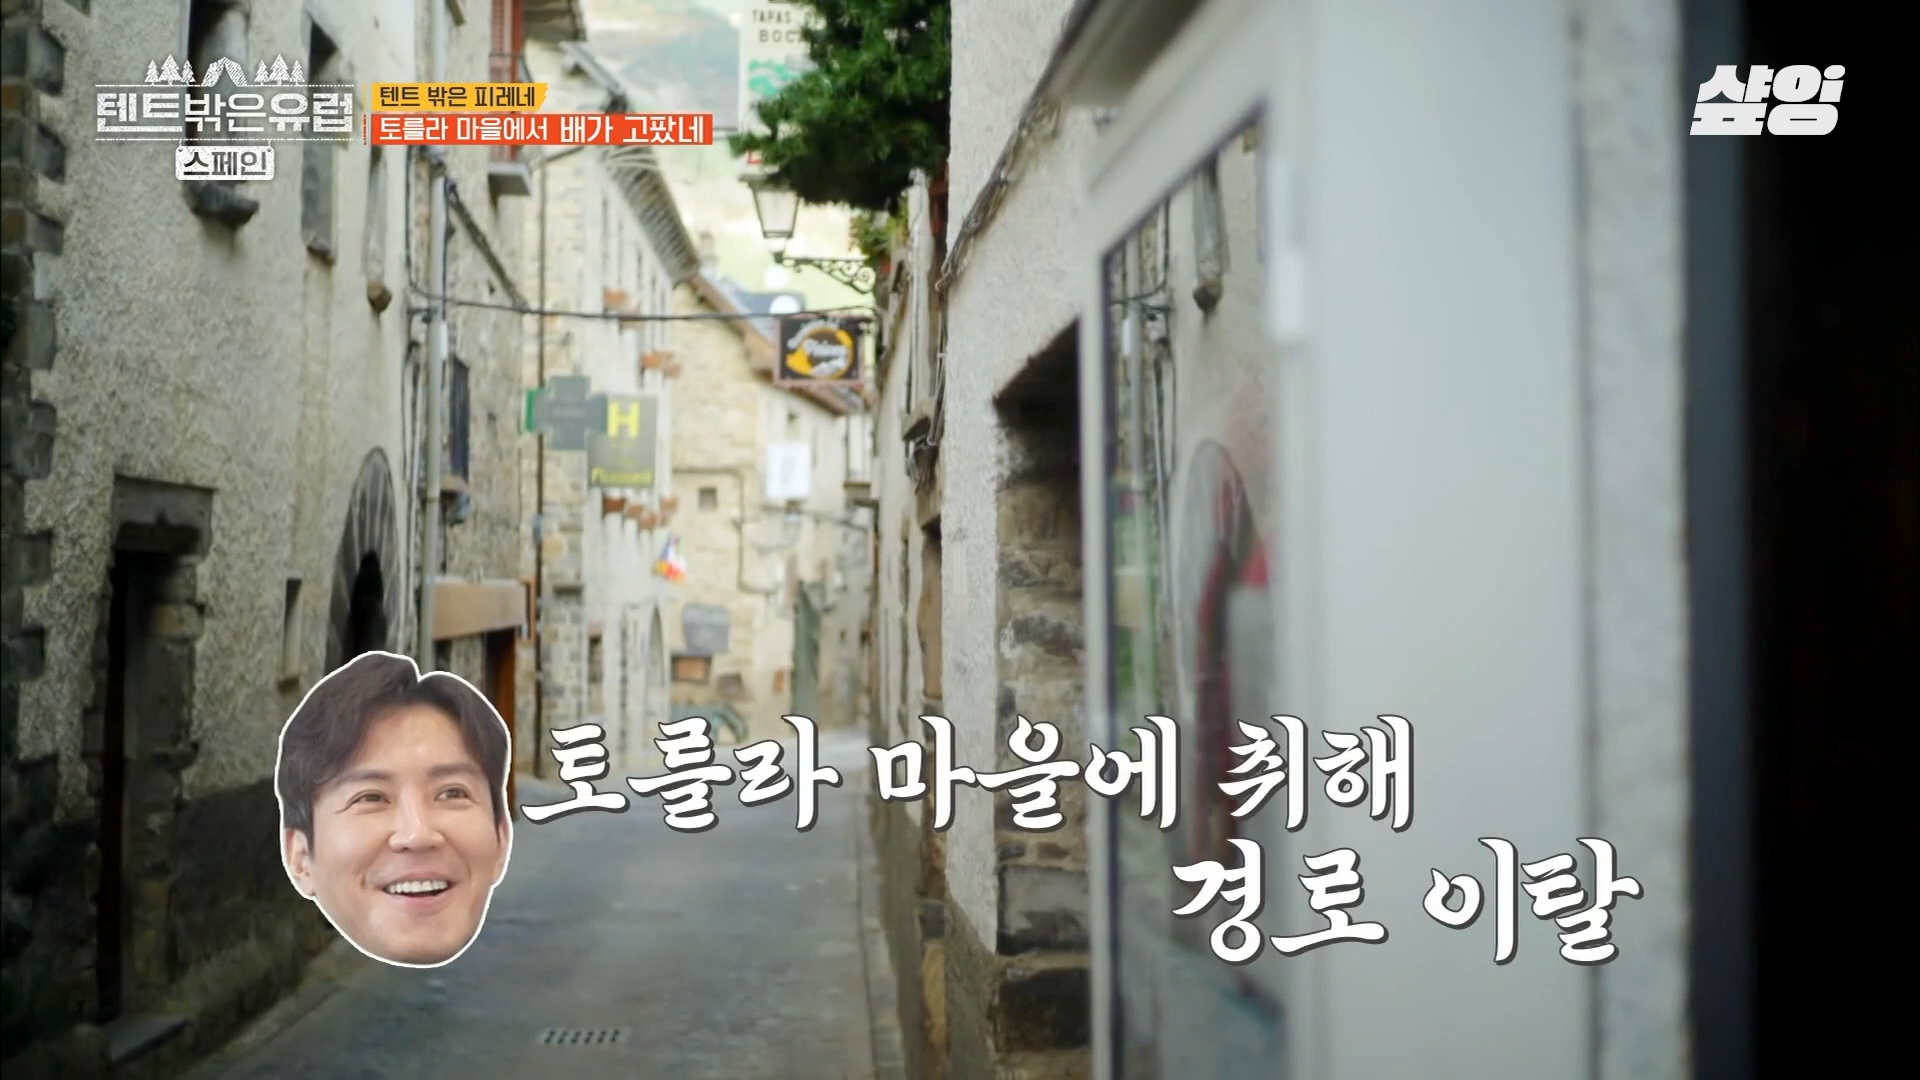 텐트밖은유럽
스페인
텐트 밖은 피레네
토를라 마을에서 배가 고팠네
샾잉
TAPAS
H
토를라 마을에 취해
경로 이탈